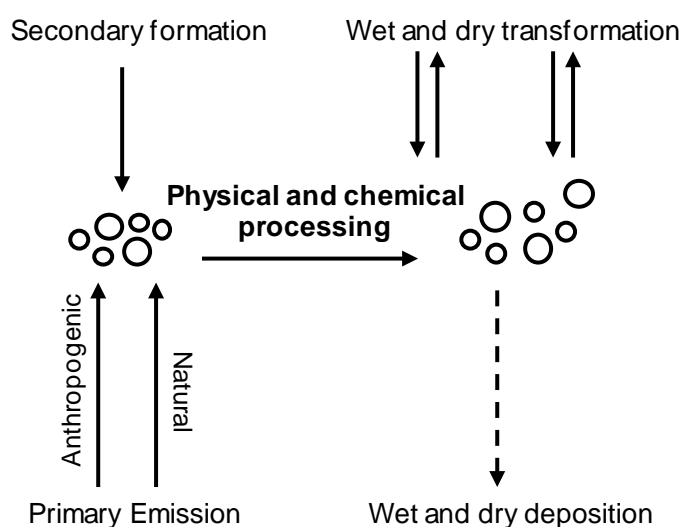 Secondary formation
Wet and dry transformation
Physical and chemical
processing
Anthropogenic
Natural
Primary Emission
Wet and dry deposition